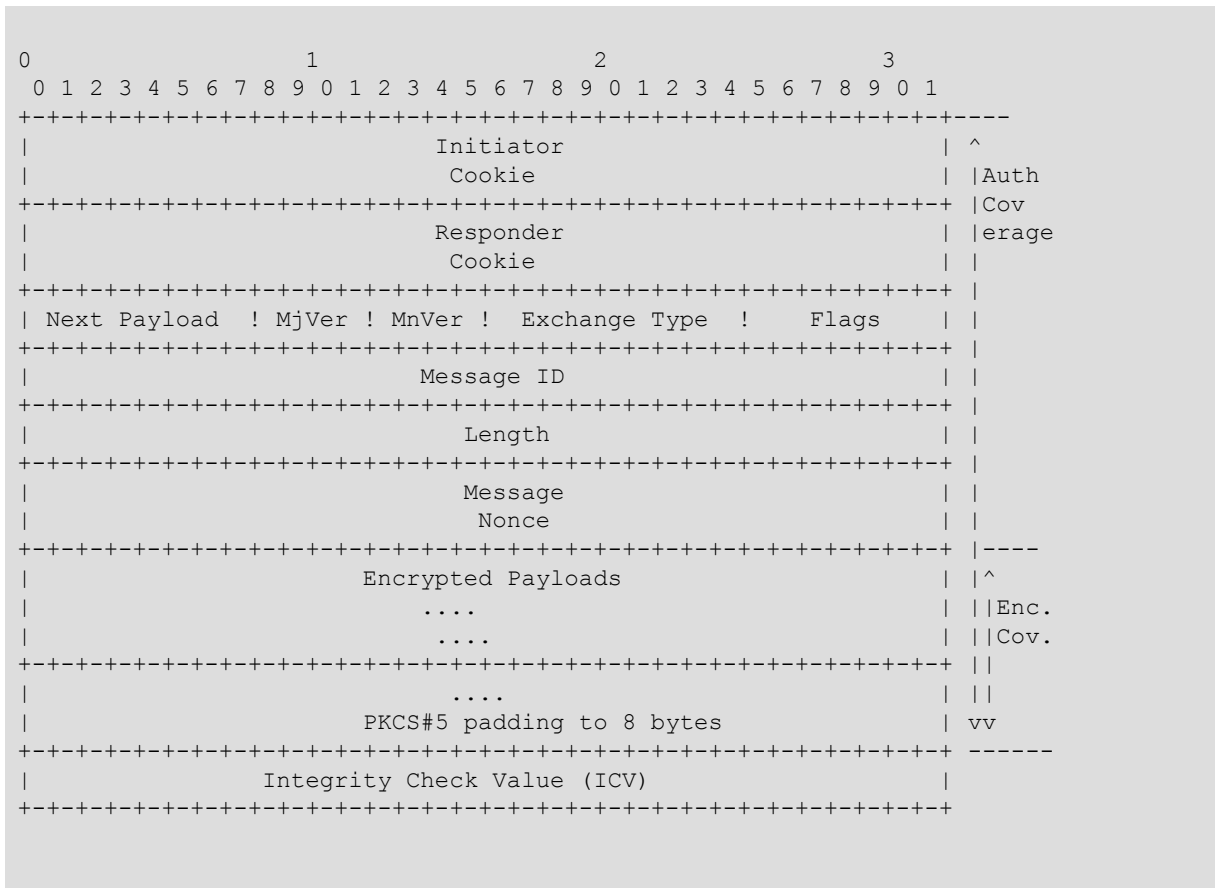 0                   1                   2                   3
 0 1 2 3 4 5 6 7 8 9 0 1 2 3 4 5 6 7 8 9 0 1 2 3 4 5 6 7 8 9 0 1
+-+-+-+-+-+-+-+-+-+-+-+-+-+-+-+-+-+-+-+-+-+-+-+-+-+-+-+-+-+-+-+-+----
|                            Initiator                          | ^
|                             Cookie                            | |Auth
+-+-+-+-+-+-+-+-+-+-+-+-+-+-+-+-+-+-+-+-+-+-+-+-+-+-+-+-+-+-+-+-+ |Cov
|                            Responder                          | |erage
|                             Cookie                            | |
+-+-+-+-+-+-+-+-+-+-+-+-+-+-+-+-+-+-+-+-+-+-+-+-+-+-+-+-+-+-+-+-+ |
| Next Payload  ! MjVer ! MnVer !  Exchange Type  !    Flags    | |
+-+-+-+-+-+-+-+-+-+-+-+-+-+-+-+-+-+-+-+-+-+-+-+-+-+-+-+-+-+-+-+-+ |
|                           Message ID                          | |
+-+-+-+-+-+-+-+-+-+-+-+-+-+-+-+-+-+-+-+-+-+-+-+-+-+-+-+-+-+-+-+-+ |
|                              Length                           | |
+-+-+-+-+-+-+-+-+-+-+-+-+-+-+-+-+-+-+-+-+-+-+-+-+-+-+-+-+-+-+-+-+ |
|                              Message                          | |
|                               Nonce                           | |
+-+-+-+-+-+-+-+-+-+-+-+-+-+-+-+-+-+-+-+-+-+-+-+-+-+-+-+-+-+-+-+-+ |----
|                       Encrypted Payloads                      | |^
|                           ....                                | ||Enc.
|                            ....                               | ||Cov.
+-+-+-+-+-+-+-+-+-+-+-+-+-+-+-+-+-+-+-+-+-+-+-+-+-+-+-+-+-+-+-+-+ ||
|                             ....                              | ||
|                       PKCS#5 padding to 8 bytes               | vv
+-+-+-+-+-+-+-+-+-+-+-+-+-+-+-+-+-+-+-+-+-+-+-+-+-+-+-+-+-+-+-+-+ ------
|                Integrity Check Value (ICV)                    |
+-+-+-+-+-+-+-+-+-+-+-+-+-+-+-+-+-+-+-+-+-+-+-+-+-+-+-+-+-+-+-+-+